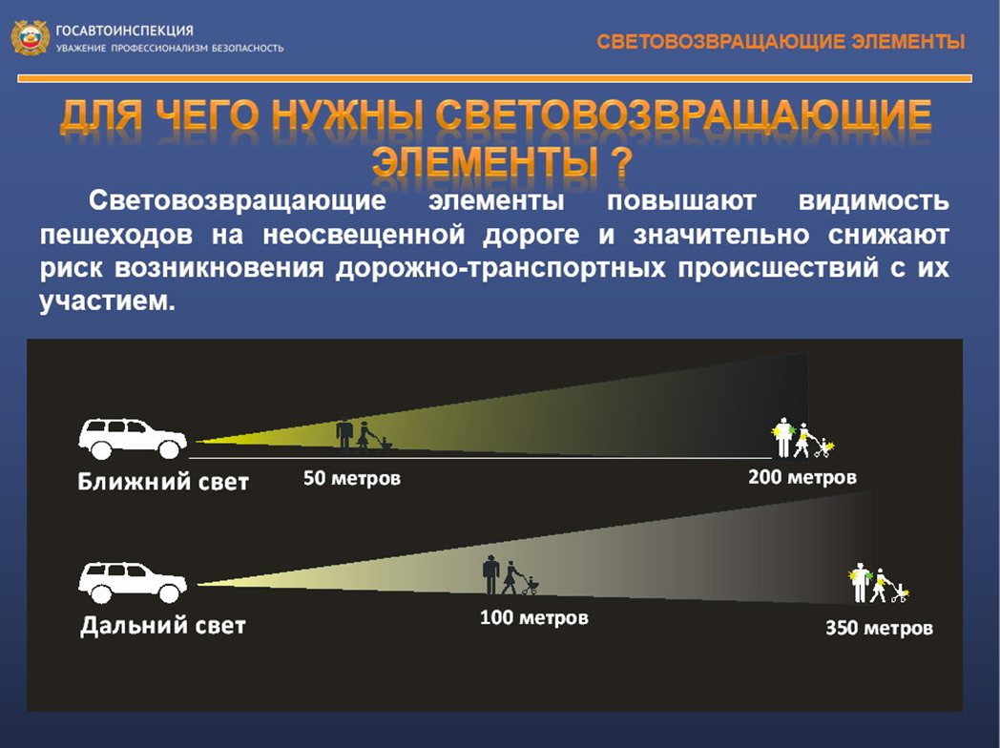 ГОСАВТОИНСПЕКЦИЯ
УВАЖЕНИЕ ПРОФЕССИОНАЛИЗМ БЕЗОПАСНОСТЬ
СВЕТОВОЗВРАЩАЮЩИЕ ЭЛЕМЕНТЫ
ДЛЯ ЧЕГО НУЖНЫ СВЕТОВОЗВРАЩАЮЩИЕ
ЭЛЕМЕНТЫ ?
Световозвращающие элементы повышают видимость
пешеходов на неосвещенной дороге и значительно снижают
риск возникновения дорожно-транспортных происшествий с их
участием.
Ближний свет
50 метров
200 метров
Дальний свет
100 метров
350 метров